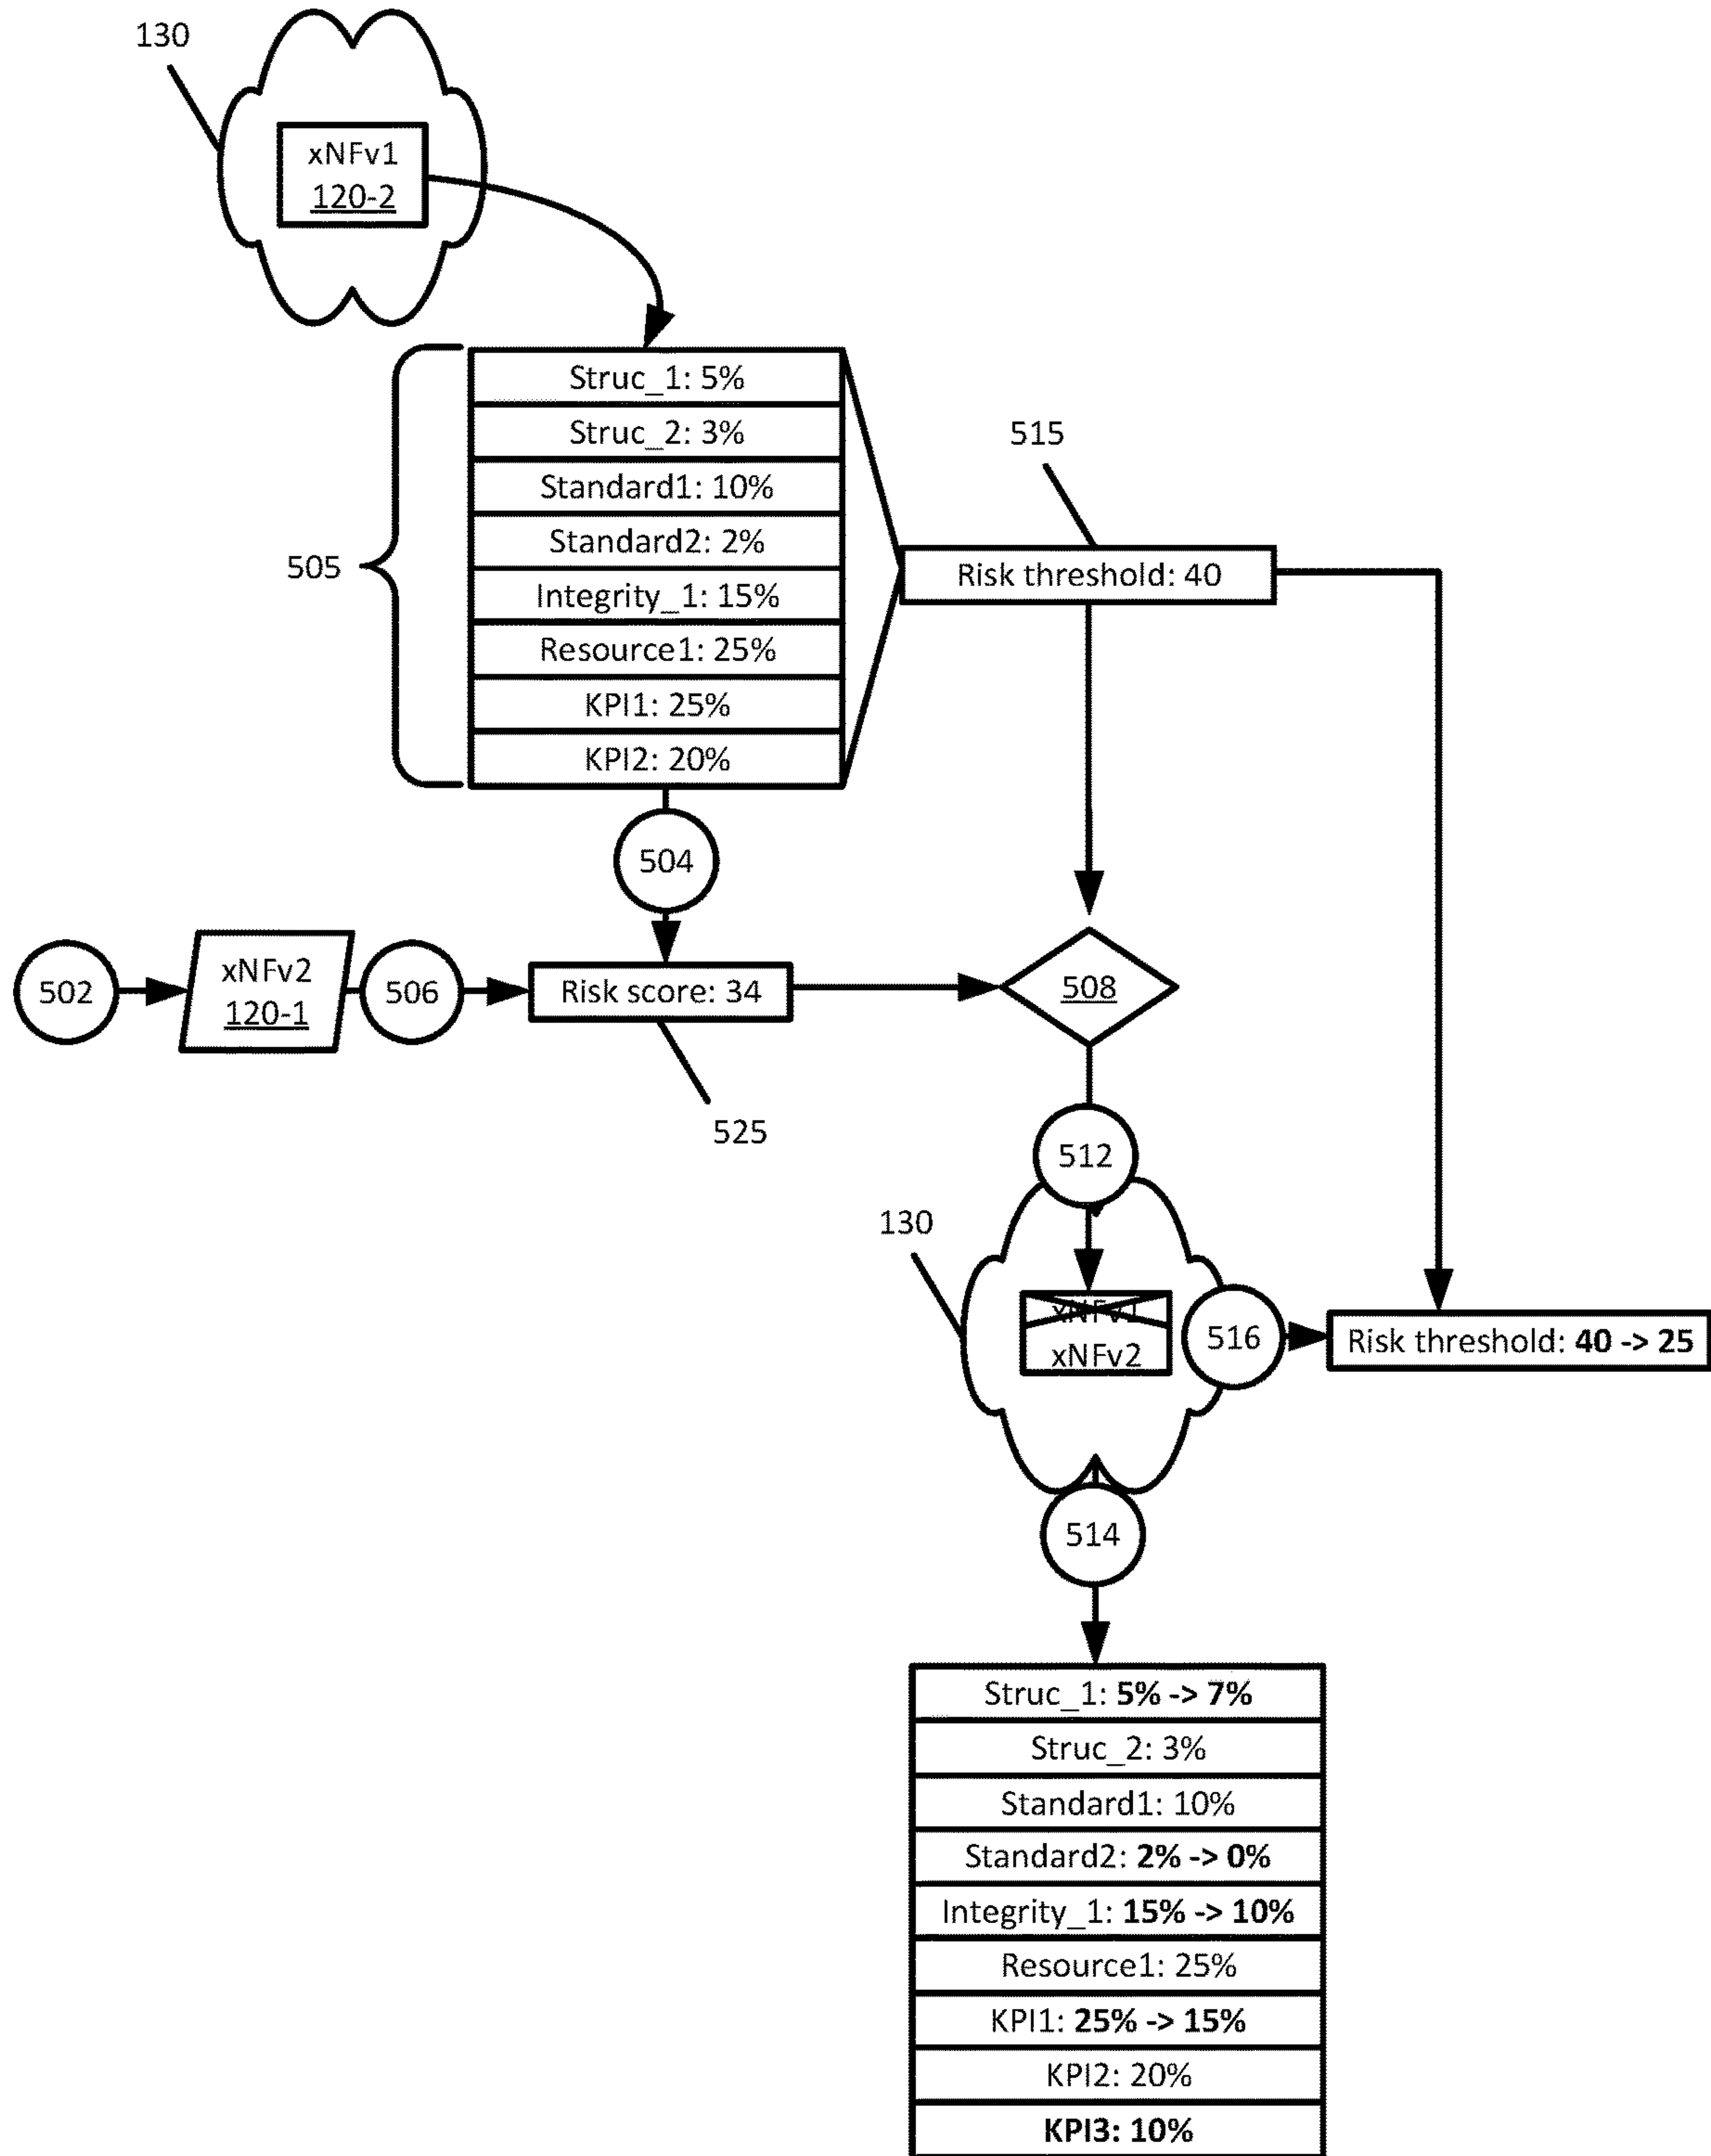 130
xNFv1
120-2
Struc_1: 5%
Struc_2: 3%
515
Standard1: 10%
Standard2: 2%
505
Risk threshold: 40
Integrity_1: 15%
Resource1: 25%
KPI1: 25%
KPI2: 20%
504
502
xNFv2
120-1
506
Risk score: 34
508
525
512
130
xNFv1
xNFv2
516
Risk threshold: 40 -> 25
514
Struc_1: 5% -> 7%
Struc_2: 3%
Standard1: 10%
Standard2: 2% -> 0%
Integrity_1: 15% -> 10%
Resource1: 25%
KPI1: 25% -> 15%
KPI2: 20%
KPI3: 10%